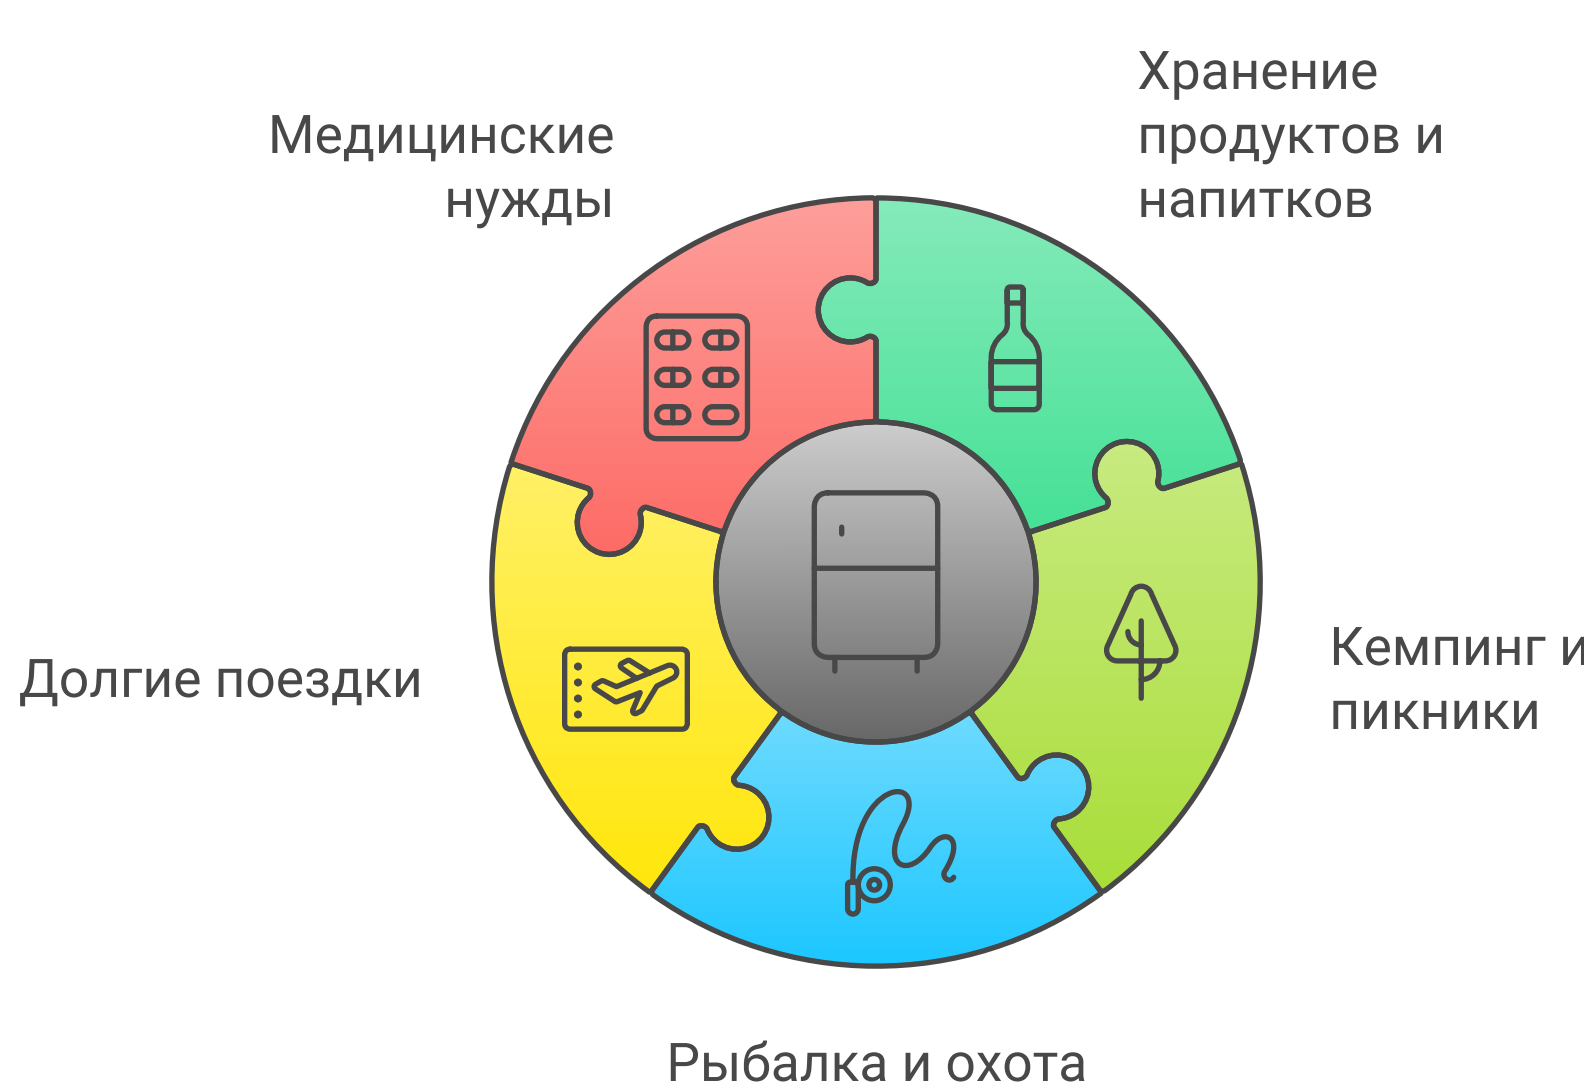 Хранение
продуктов и
напитков
Медицинские
нужды
Кемпинг и
пикники
Долгие поездки
Рыбалка и охота